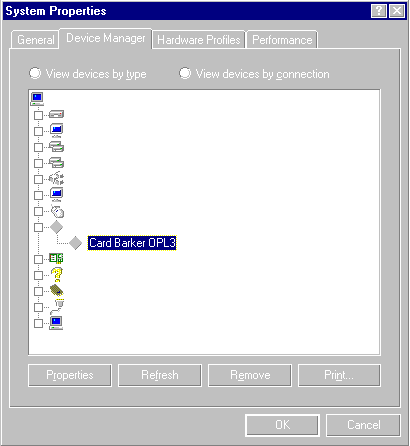 System Properties
General Device Manager Hardware Profiles Performance
View devices by type View devices by connection
Card Barker OPL3
Properties Refresh Remove Print...
OK Cancel